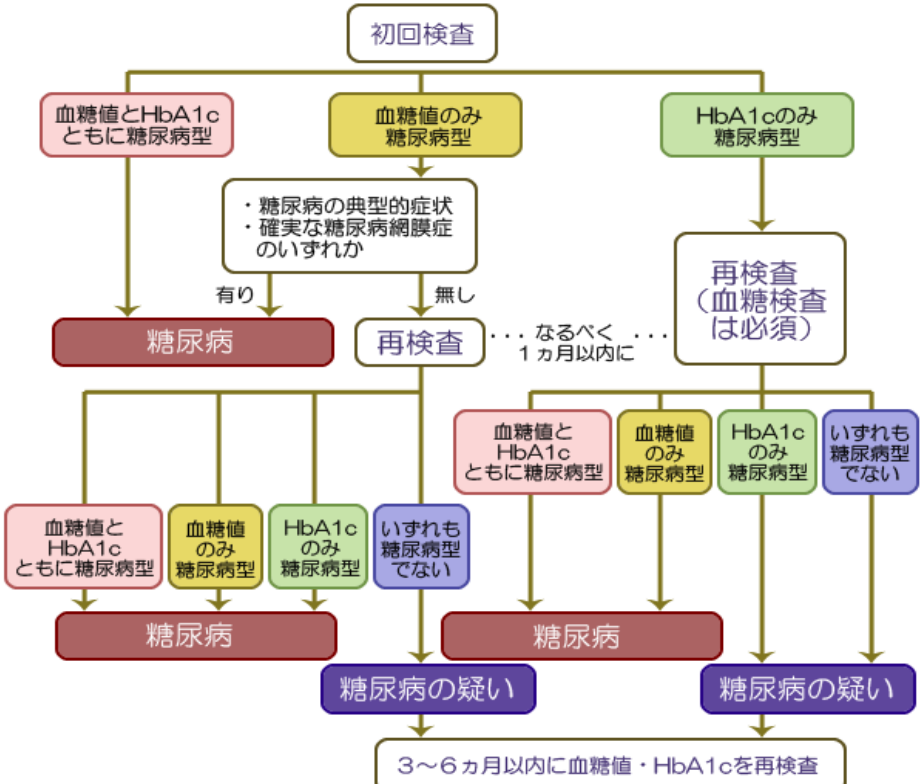 初回検査
血糖値とHbA1c
ともに糖尿病型
血糖値のみ
糖尿病型
HbA1cのみ
糖尿病型
・糖尿病の典型的症状
・確実な糖尿病網膜症
のいずれか
有り
無し
再検査
（血糖検査
は必須）
糖尿病
再検査
･･･なるべく･･･
1ヵ月以内に
血糖値と
HbA1c
ともに糖尿病型
血糖値
のみ
糖尿病型
HbA1c
のみ
糖尿病型
いずれも
糖尿病型
でない
血糖値と
HbA1c
ともに糖尿病型
血糖値
のみ
糖尿病型
HbA1c
のみ
糖尿病型
いずれも
糖尿病型
でない
糖尿病
糖尿病
糖尿病の疑い
糖尿病の疑い
3～6ヵ月以内に血糖値・HbA1cを再検査